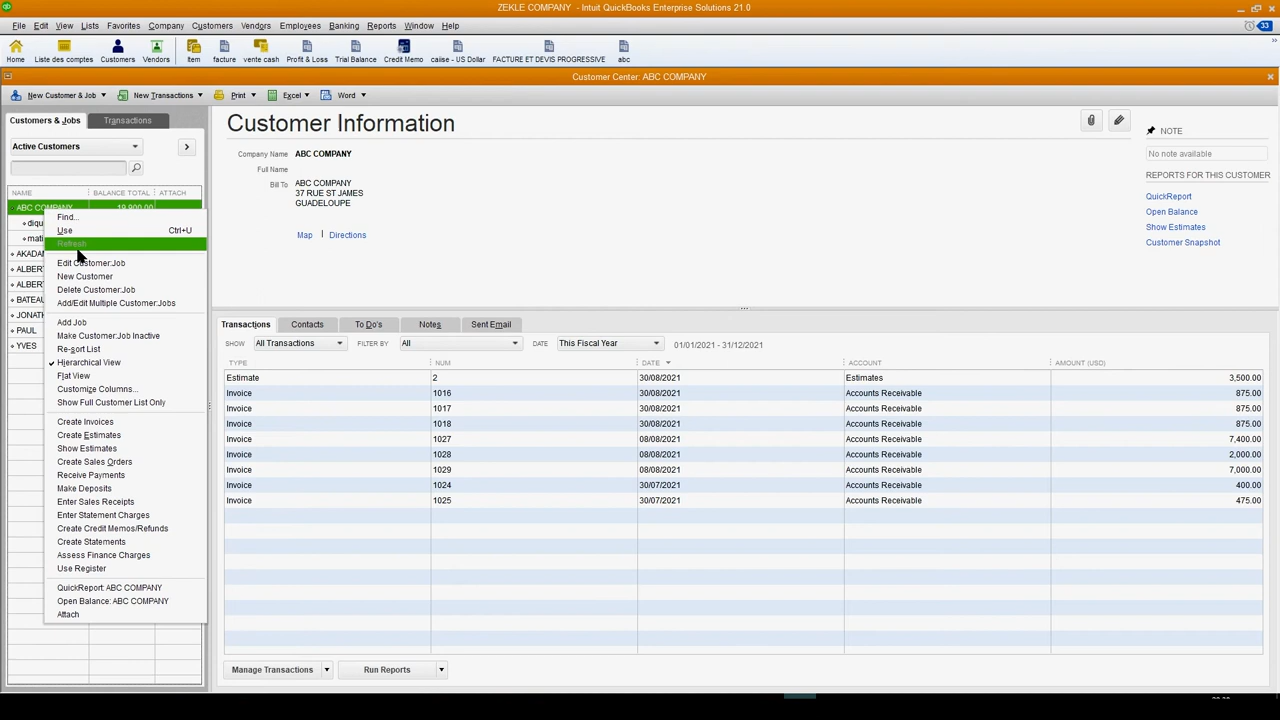 ZEKLE COMPANY - Intuit QuickBooks Enterprise Solutions 21.0
File Edit View Lists Favorites Company Customers Vendors Employees Banking Reports Window Help
33
Home Liste des comptes Customers Vendors Item facture vente cash Profit & Loss Trial Balance Credit Memo caiise - US Dollar FACTURE ET DEVIS PROGRESSIVE abc
Customer Center: ABC COMPANY
New Customer & Job New Transactions Print Excel Word
Customers & Jobs Transactions
Active Customers
NAME BALANCE TOTAL ATTACH
ABC COMPANY 19,900.00
diqu
mati
AKADAM
ALBERT
ALBERT
BATEAU
JONATH
PAUL
YVES
Find...
Use Ctrl+U
Refresh
Edit Customer:Job
New Customer
Delete Customer:Job
Add/Edit Multiple Customer:Jobs
Add Job
Make Customer:Job Inactive
Re-sort List
Hierarchical View
Flat View
Customize Columns...
Show Full Customer List Only
Create Invoices
Create Estimates
Show Estimates
Create Sales Orders
Receive Payments
Make Deposits
Enter Sales Receipts
Enter Statement Charges
Create Credit Memos/Refunds
Create Statements
Assess Finance Charges
Use Register
QuickReport: ABC COMPANY
Open Balance: ABC COMPANY
Attach
Customer Information
Company Name ABC COMPANY
Full Name
Bill To ABC COMPANY
37 RUE ST JAMES
GUADELOUPE
Map | Directions
NOTE
No note available
REPORTS FOR THIS CUSTOMER
QuickReport
Open Balance
Show Estimates
Customer Snapshot
Transactions Contacts To Do's Notes Sent Email
SHOW All Transactions FILTER BY All DATE This Fiscal Year 01/01/2021 - 31/12/2021
TYPE NUM DATE ACCOUNT AMOUNT (USD)
Estimate 2 30/08/2021 Estimates 3,500.00
Invoice 1016 30/08/2021 Accounts Receivable 875.00
Invoice 1017 30/08/2021 Accounts Receivable 875.00
Invoice 1018 30/08/2021 Accounts Receivable 875.00
Invoice 1027 08/08/2021 Accounts Receivable 7,400.00
Invoice 1028 08/08/2021 Accounts Receivable 2,000.00
Invoice 1029 08/08/2021 Accounts Receivable 7,000.00
Invoice 1024 30/07/2021 Accounts Receivable 400.00
Invoice 1025 30/07/2021 Accounts Receivable 475.00
Manage Transactions Run Reports